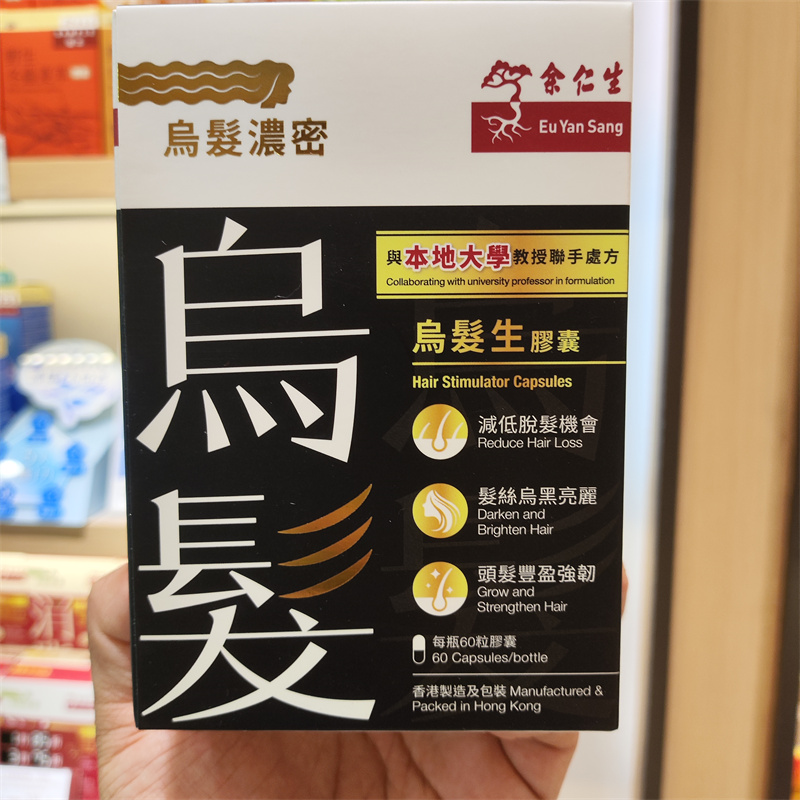 烏髮濃密
余仁生
Eu Yan Sang
烏髮
與本地大學教授聯手處方
Collaborating with university professor in formulation
烏髮生膠囊
Hair Stimulator Capsules
減低脫髮機會
Reduce Hair Loss
髮絲烏黑亮麗
Darken and
Brighten Hair
頭髮豐盈強韌
Grow and
Strengthen Hair
每瓶60粒膠囊
60 Capsules/bottle
香港製造及包裝 Manufactured &
Packed in Hong Kong